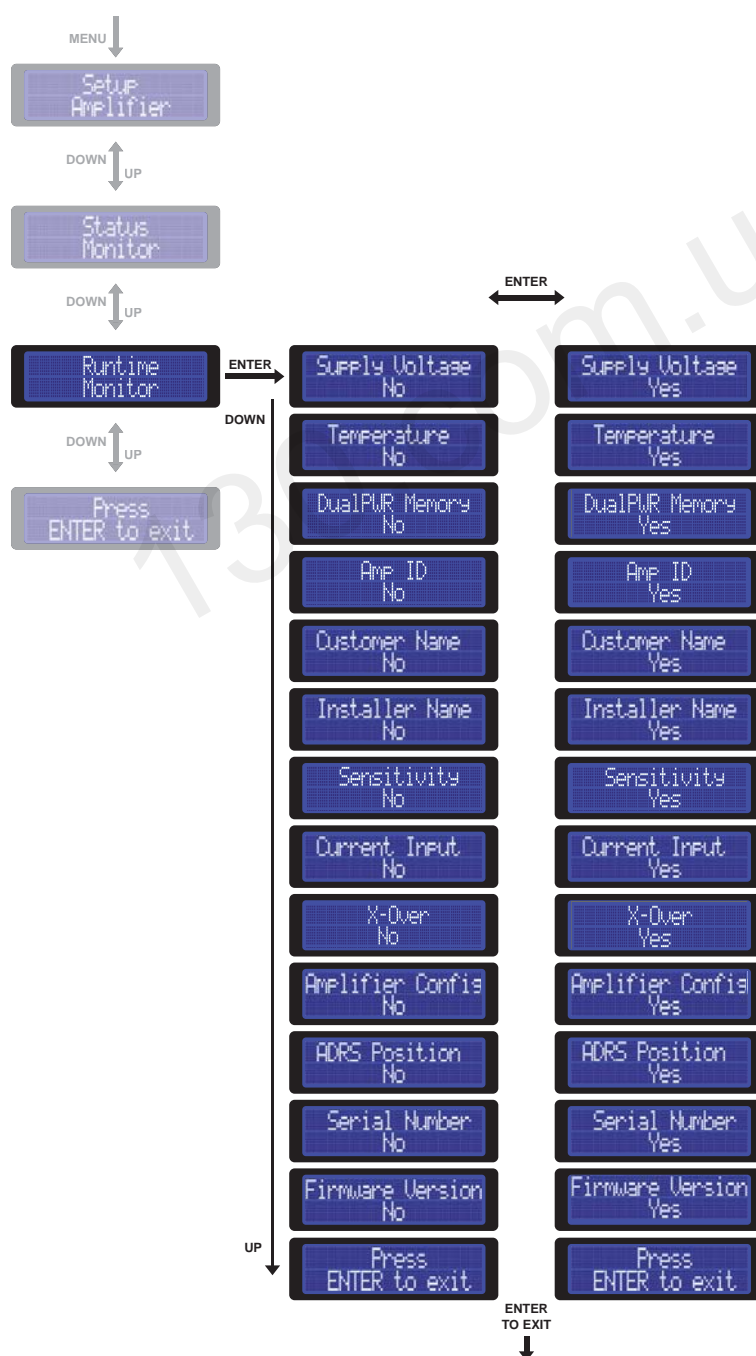 MENU
Setup
Amplifier
DOWN
UP
Status
Monitor
DOWN
UP
ENTER
Runtime
Monitor
ENTER
DOWN
DOWN
UP
Press
ENTER to exit
Supply Voltage
No
Temperature
No
DualPWR Memory
No
Amp ID
No
Customer Name
No
Installer Name
No
Sensitivity
No
Current Input
No
X-Over
No
Amplifier Config
No
ADRS Position
No
Serial Number
No
Firmware Version
No
UP
Press
ENTER to exit
Supply Voltage
Yes
Temperature
Yes
DualPWR Memory
Yes
Amp ID
Yes
Customer Name
Yes
Installer Name
Yes
Sensitivity
Yes
Current Input
Yes
X-Over
Yes
Amplifier Config
Yes
ADRS Position
Yes
Serial Number
Yes
Firmware Version
Yes
Press
ENTER to exit
ENTER
TO EXIT
130.com.u